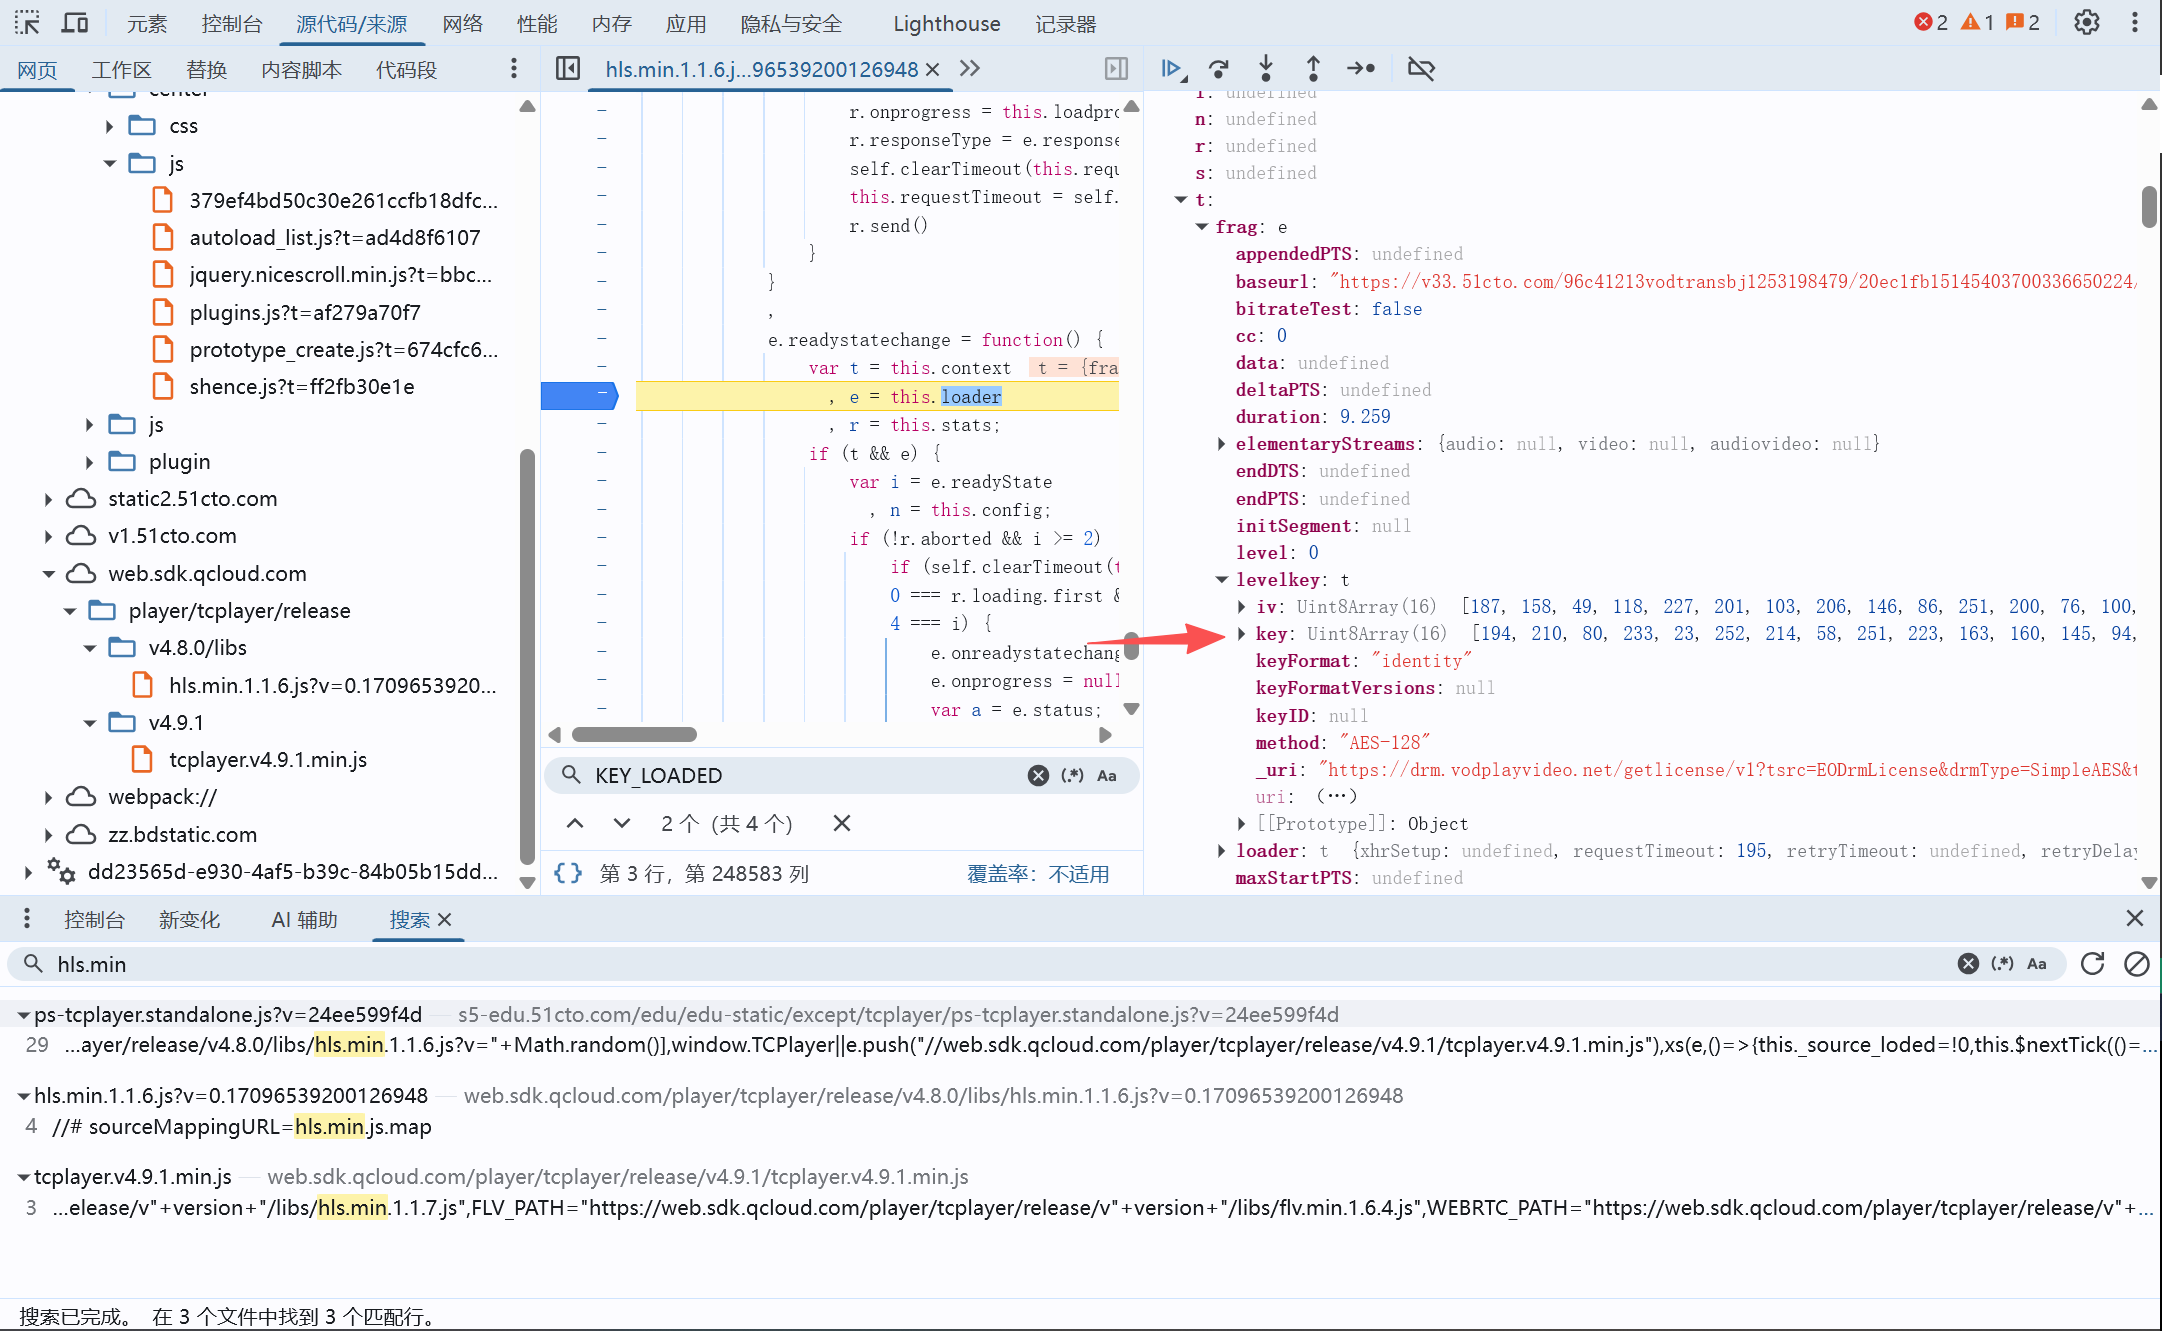 元素 控制台 源代码/来源 网络 性能 内存 应用 隐私与安全 Lighthouse 记录器 2 1 2
网页 工作区 替换 内容脚本 代码段
hls.min.1.1.6.j...96539200126948
center
css
js
379ef4bd50c30e261ccfb18dfc...
autoload_list.js?t=ad4d8f6107
jquery.nicescroll.min.js?t=bbc...
plugins.js?t=af279a70f7
prototype_create.js?t=674cfc6...
shence.js?t=ff2fb30e1e
js
plugin
static2.51cto.com
v1.51cto.com
web.sdk.qcloud.com
player/tcplayer/release
v4.8.0/libs
hls.min.1.1.6.js?v=0.1709653920...
v4.9.1
tcplayer.v4.9.1.min.js
webpack://
zz.bdstatic.com
dd23565d-e930-4af5-b39c-84b05b15dd...
r.onprogress = this.loadpro
r.responseType = e.response
self.clearTimeout(this.requ
this.requestTimeout = self.
r.send()
}
}
,
e.readystatechange = function() {
var t = this.context t = {fra
, e = this.loader
, r = this.stats;
if (t && e) {
var i = e.readyState
, n = this.config;
if (!r.aborted && i >= 2)
if (self.clearTimeout(t
0 === r.loading.first &
4 === i) {
e.onreadystatechang
e.onprogress = null
var a = e.status;
KEY_LOADED (.*) Aa
2 个 (共 4 个)
{} 第 3 行，第 248583 列 覆盖率：不适用
i: undefined
n: undefined
r: undefined
s: undefined
t:
frag: e
appendedPTS: undefined
baseurl: "https://v33.51cto.com/96c41213vodtransbj1253198479/20ec1fb15145403700336650224/
bitrateTest: false
cc: 0
data: undefined
deltaPTS: undefined
duration: 9.259
elementaryStreams: {audio: null, video: null, audiovideo: null}
endDTS: undefined
endPTS: undefined
initSegment: null
level: 0
levelkey: t
iv: Uint8Array(16) [187, 158, 49, 118, 227, 201, 103, 206, 146, 86, 251, 200, 76, 100,
key: Uint8Array(16) [194, 210, 80, 233, 23, 252, 214, 58, 251, 223, 163, 160, 145, 94,
keyFormat: "identity"
keyFormatVersions: null
keyID: null
method: "AES-128"
_uri: "https://drm.vodplayvideo.net/getlicense/v1?tsrc=EODrmLicense&drmType=SimpleAES&t
uri: (...)
[[Prototype]]: Object
loader: t {xhrSetup: undefined, requestTimeout: 195, retryTimeout: undefined, retryDelay
maxStartPTS: undefined
控制台 新变化 AI 辅助 搜索
hls.min (.*) Aa
ps-tcplayer.standalone.js?v=24ee599f4d — s5-edu.51cto.com/edu/edu-static/except/tcplayer/ps-tcplayer.standalone.js?v=24ee599f4d
29 ...ayer/release/v4.8.0/libs/hls.min.1.1.6.js?v="+Math.random()],window.TCPlayer||e.push("//web.sdk.qcloud.com/player/tcplayer/release/v4.9.1/tcplayer.v4.9.1.min.js"),xs(e,()=>{this._source_loded=!0,this.$nextTick(()=...
hls.min.1.1.6.js?v=0.17096539200126948 — web.sdk.qcloud.com/player/tcplayer/release/v4.8.0/libs/hls.min.1.1.6.js?v=0.17096539200126948
4 //# sourceMappingURL=hls.min.js.map
tcplayer.v4.9.1.min.js — web.sdk.qcloud.com/player/tcplayer/release/v4.9.1/tcplayer.v4.9.1.min.js
3 ...elease/v"+version+"/libs/hls.min.1.1.7.js",FLV_PATH="https://web.sdk.qcloud.com/player/tcplayer/release/v"+version+"/libs/flv.min.1.6.4.js",WEBRTC_PATH="https://web.sdk.qcloud.com/player/tcplayer/release/v"+...
搜索已完成。 在 3 个文件中找到 3 个匹配行。